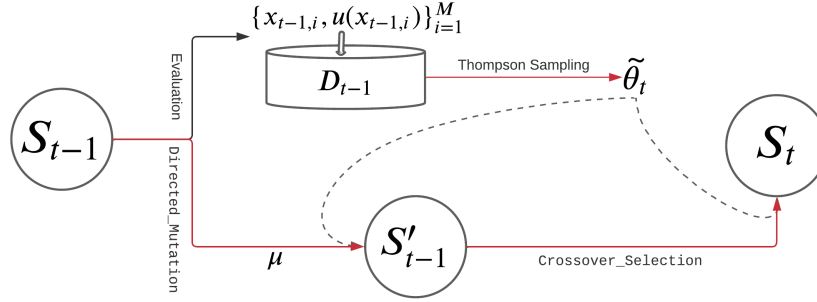 {x_{t−1,i}, u(x_{t−1,i})}_{i=1}^{M}
Evaluation
D_{t−1}
Thompson Sampling
θ̃_t
S_{t−1}
S_t
Directed_Mutation
μ
S′_{t−1}
Crossover_Selection